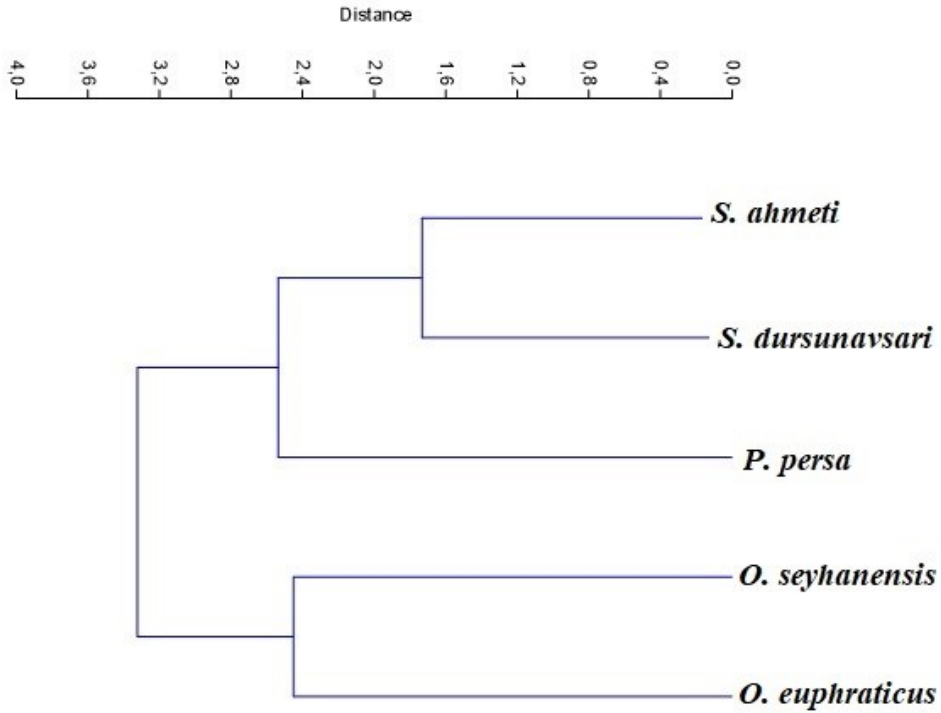 Distance
4,0 3,6 3,2 2,8 2,4 2,0 1,6 1,2 0,8 0,4 0,0
S. ahmeti
S. dursunavsari
P. persa
O. seyhanensis
O. euphraticus